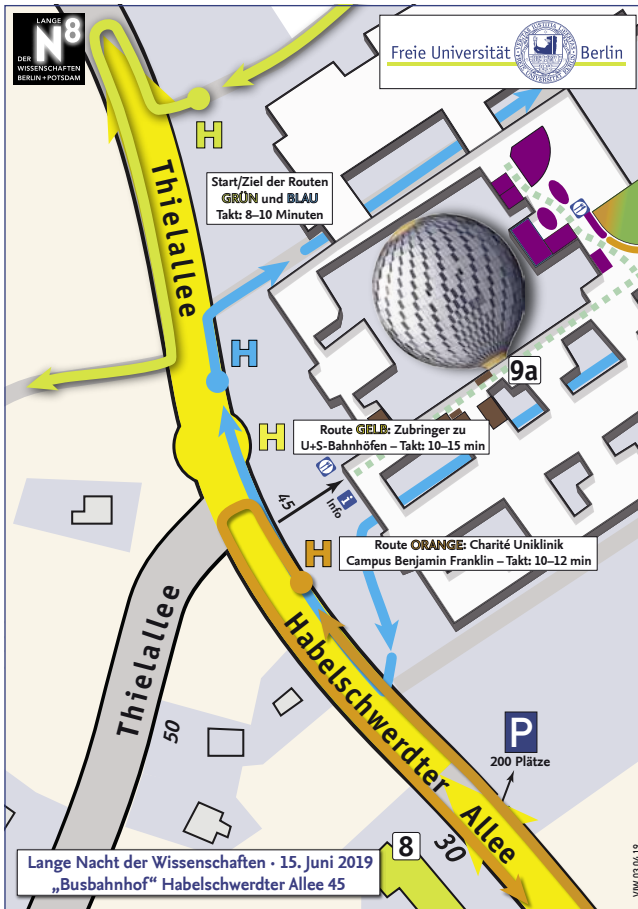 LANGE
N8
DER
WISSENSCHAFTEN
BERLIN+POTSDAM
Freie Universität Berlin
H
Thielallee
Start/Ziel der Routen
GRÜN und BLAU
Takt: 8–10 Minuten
H
9a
H
Route GELB: Zubringer zu
U+S-Bahnhöfen – Takt: 10–15 min
45
i
Info
H
Route ORANGE: Charité Uniklinik
Campus Benjamin Franklin – Takt: 10–12 min
Thielallee
50
Habelschwerdter Allee
P
200 Plätze
8
30
Lange Nacht der Wissenschaften · 15. Juni 2019
„Busbahnhof“ Habelschwerdter Allee 45